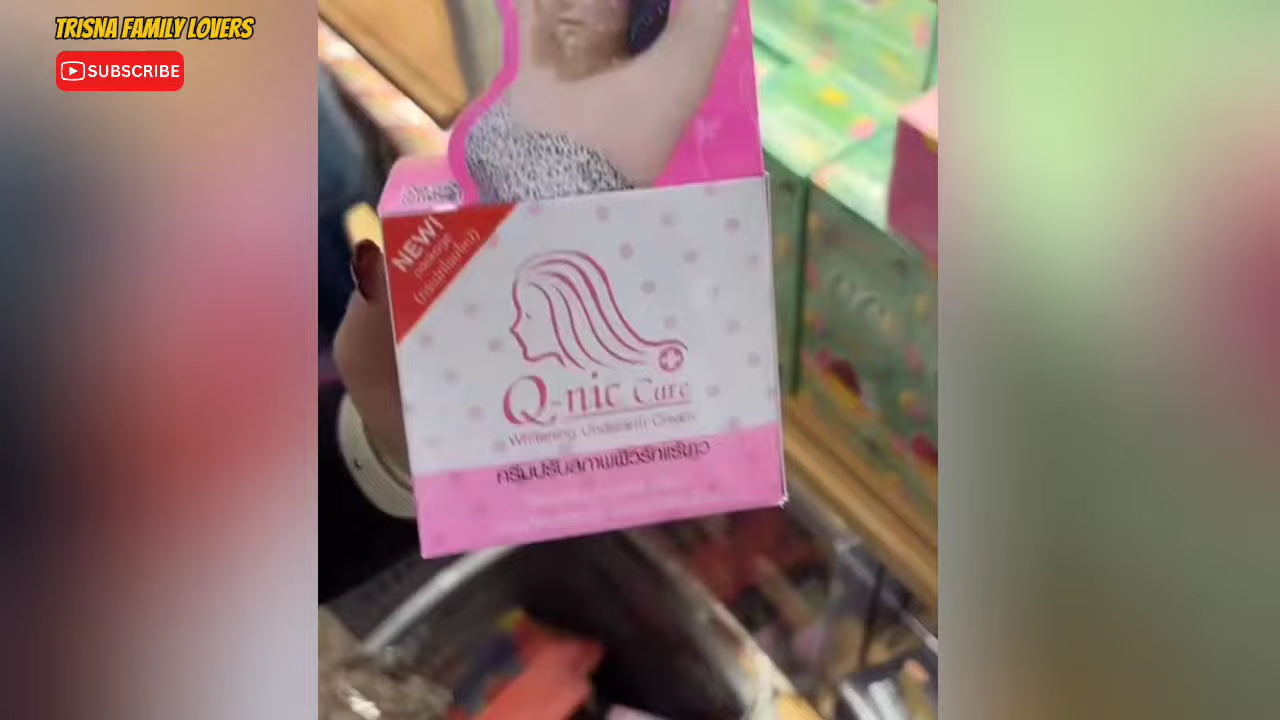 TRISNA FAMILY LOVERS
SUBSCRIBE
NEW!
package
Q-nic Care
Whitening Underarm Cream
ครีมปรับสภาพผิวรักแร้ขาว